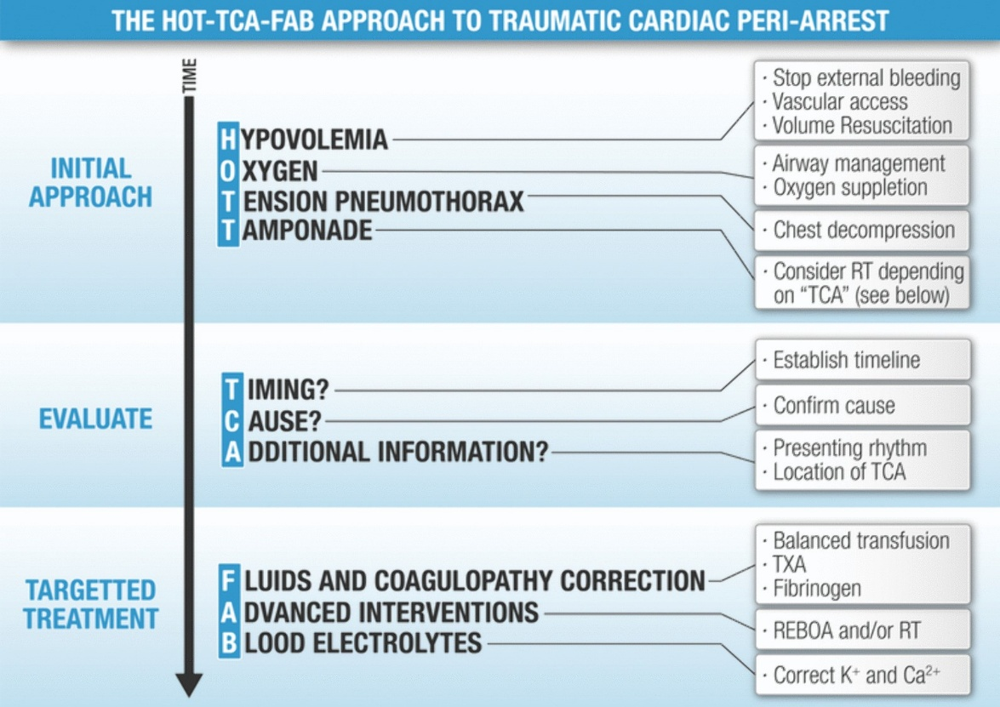 THE HOT-TCA-FAB APPROACH TO TRAUMATIC CARDIAC PERI-ARREST
TIME
INITIAL
APPROACH
HYPOVOLEMIA
OXYGEN
TENSION PNEUMOTHORAX
TAMPONADE
· Stop external bleeding
· Vascular access
· Volume Resuscitation
· Airway management
· Oxygen suppletion
· Chest decompression
· Consider RT depending
on “TCA” (see below)
EVALUATE
TIMING?
CAUSE?
ADDITIONAL INFORMATION?
· Establish timeline
· Confirm cause
· Presenting rhythm
· Location of TCA
TARGETTED
TREATMENT
FLUIDS AND COAGULOPATHY CORRECTION
ADVANCED INTERVENTIONS
BLOOD ELECTROLYTES
· Balanced transfusion
· TXA
· Fibrinogen
· REBOA and/or RT
· Correct K⁺ and Ca²⁺